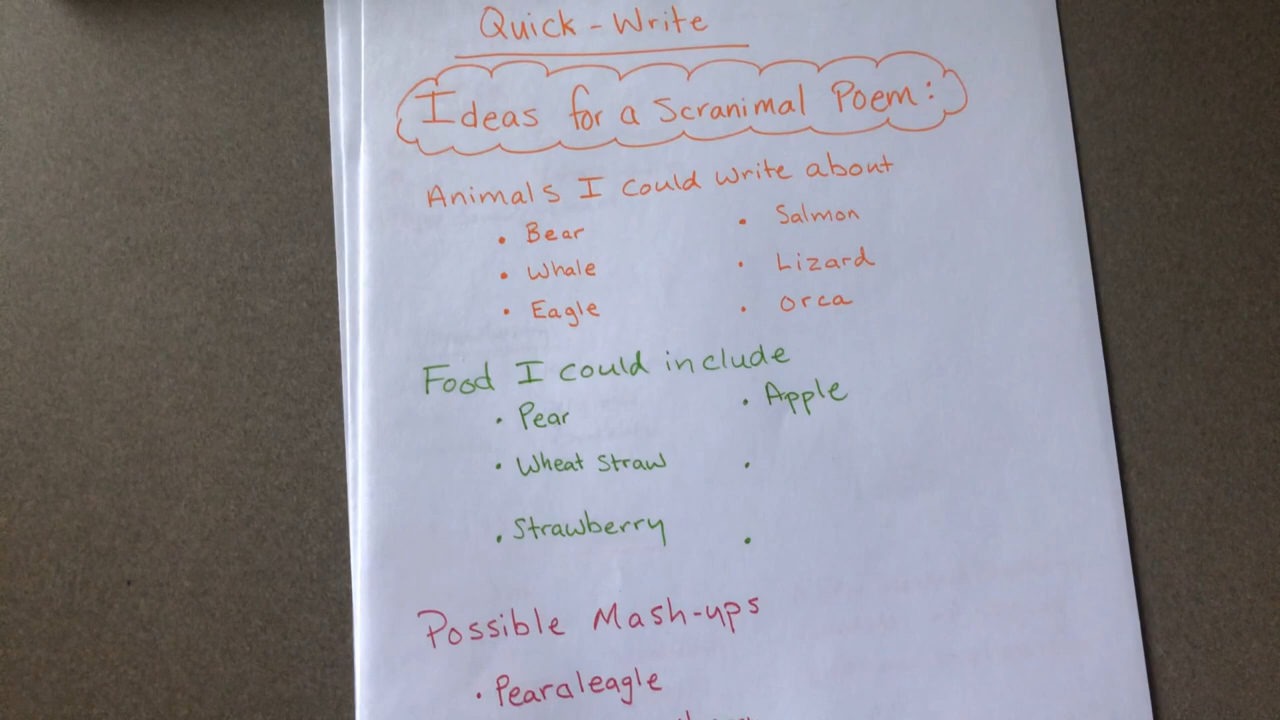 Quick-Write
Ideas for a Scranimal Poem:
Animals I could write about
• Bear
• Whale
• Eagle
• Salmon
• Lizard
• Orca
Food I could include
• Pear
• Wheat Straw
• Strawberry
• Apple
•
•
Possible Mash-ups
• Pearaleagle